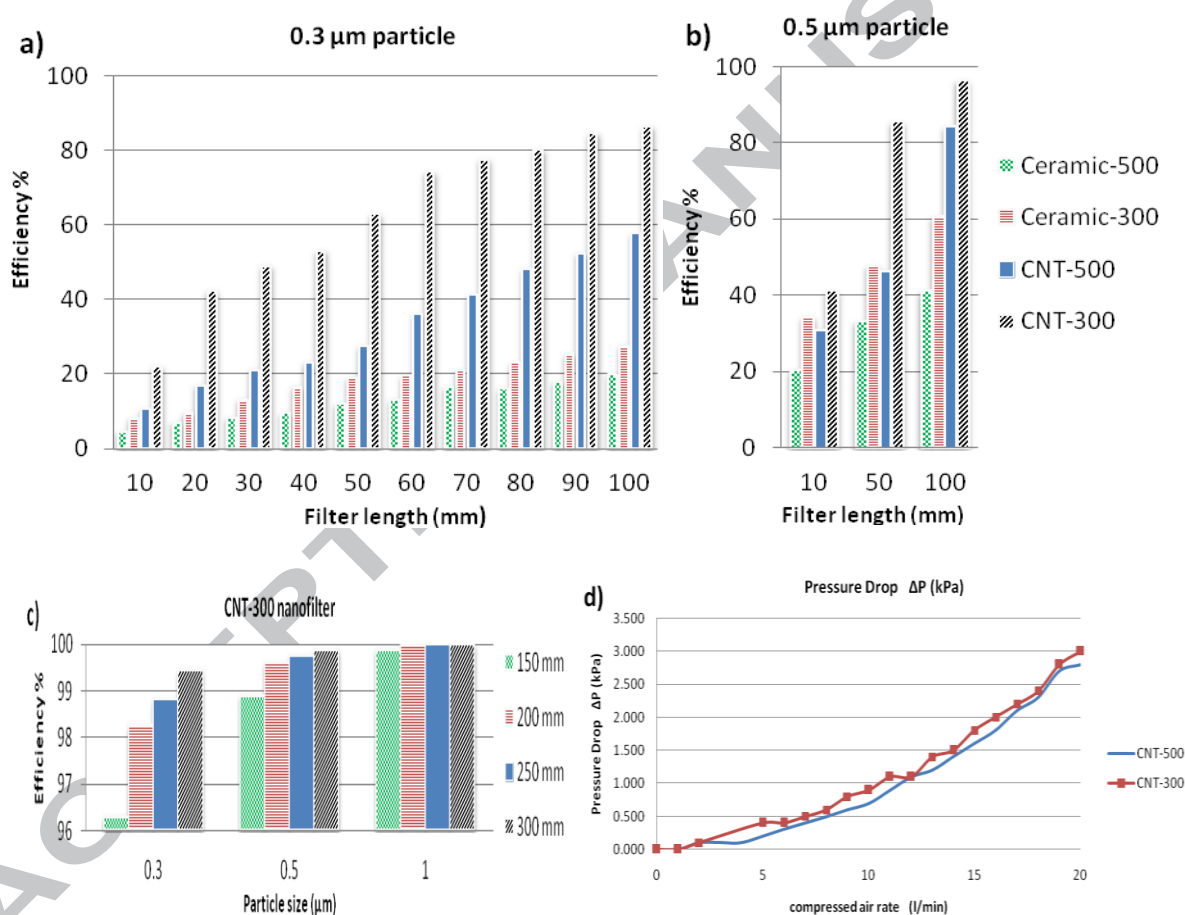 a)
0.3 μm particle
Efficiency%
100
80
60
40
20
0
10 20 30 40 50 60 70 80 90 100
Filter length (mm)
b)
0.5 μm particle
Efficiency%
100
80
60
40
20
0
10 50 100
Filter length (mm)
Ceramic-500
Ceramic-300
CNT-500
CNT-300
c)
CNT-300 nanofilter
Efficiency %
100
99
98
97
96
0.3 0.5 1
Particle size (μm)
150 mm
200 mm
250 mm
300 mm
d)
Pressure Drop ΔP (kPa)
Pressure Drop ΔP (kPa)
3.500
3.000
2.500
2.000
1.500
1.000
0.500
0.000
0 5 10 15 20
compressed air rate (l/min)
CNT-500
CNT-300